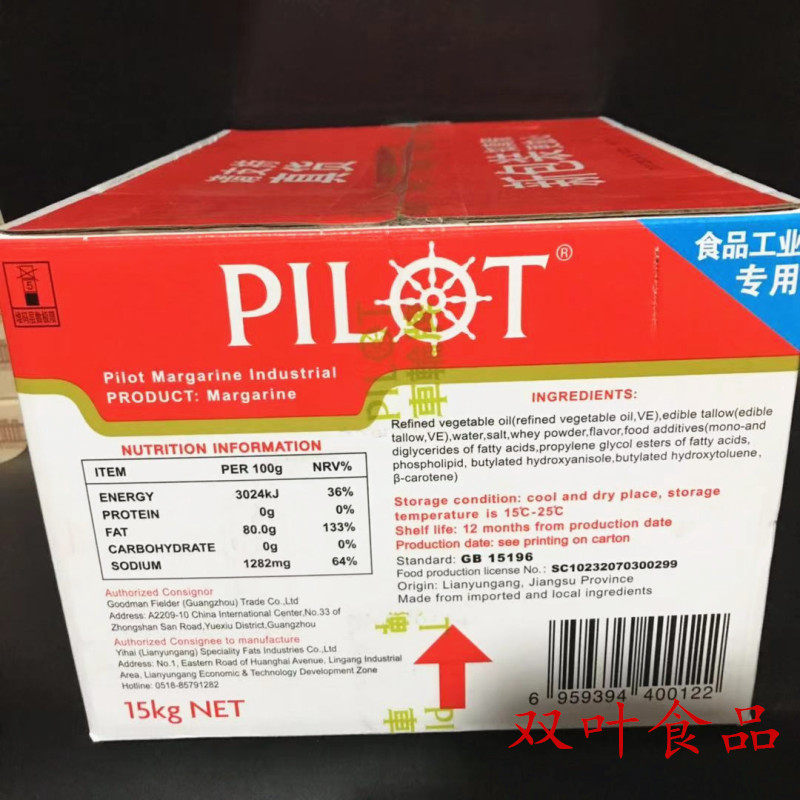 PILOT®
食品工业
专用
5
堆码层数极限
Pilot Margarine Industrial
PRODUCT: Margarine
NUTRITION INFORMATION
ITEM PER 100g NRV%
ENERGY 3024kJ 36%
PROTEIN 0g 0%
FAT 80.0g 133%
CARBOHYDRATE 0g 0%
SODIUM 1282mg 64%
Authorized Consignor
Goodman Fielder (Guangzhou) Trade Co.,Ltd
Address: A2209-10 China International Center,No.33 of
Zhongshan San Road,Yuexiu District,Guangzhou
Authorized Consignee to manufacture
Yihai (Lianyungang) Speciality Fats Industries Co.,Ltd
Address: No.1, Eastern Road of Huanghai Avenue, Lingang Industrial
Area, Lianyungang Economic & Technology Development Zone
Hotline: 0518-85791282
15kg NET
INGREDIENTS:
Refined vegetable oil(refined vegetable oil,VE),edible tallow(edible
tallow,VE),water,salt,whey powder,flavor,food additives(mono-and
diglycerides of fatty acids,propylene glycol esters of fatty acids,
phospholipid, butylated hydroxyanisole,butylated hydroxytoluene,
β-carotene)
Storage condition: cool and dry place, storage
temperature is 15℃-25℃
Shelf life: 12 months from production date
Production date: see printing on carton
Standard: GB 15196
Food production license No.: SC10232070300299
Origin: Lianyungang, Jiangsu Province
Made from imported and local ingredients
6 959394 400122
PILOT
双叶食品